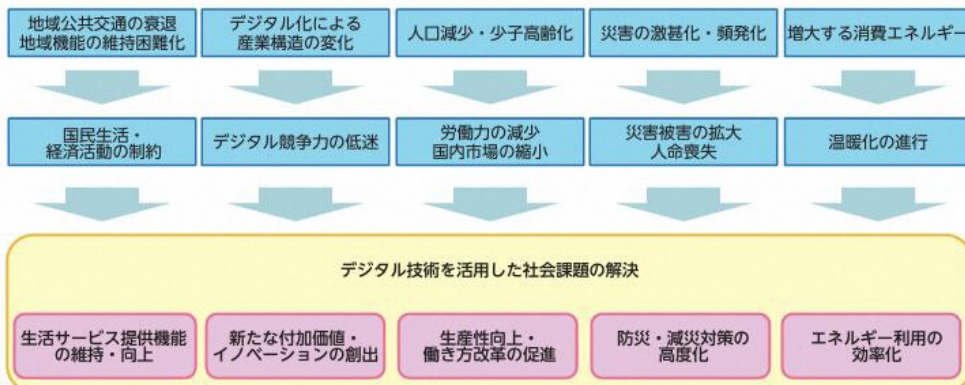 地域公共交通の衰退
地域機能の維持困難化
デジタル化による
産業構造の変化
人口減少・少子高齢化
災害の激甚化・頻発化
増大する消費エネルギー
国民生活・
経済活動の制約
デジタル競争力の低迷
労働力の減少
国内市場の縮小
災害被害の拡大
人命喪失
温暖化の進行
デジタル技術を活用した社会課題の解決
生活サービス提供機能
の維持・向上
新たな付加価値・
イノベーションの創出
生産性向上・
働き方改革の促進
防災・減災対策の
高度化
エネルギー利用の
効率化